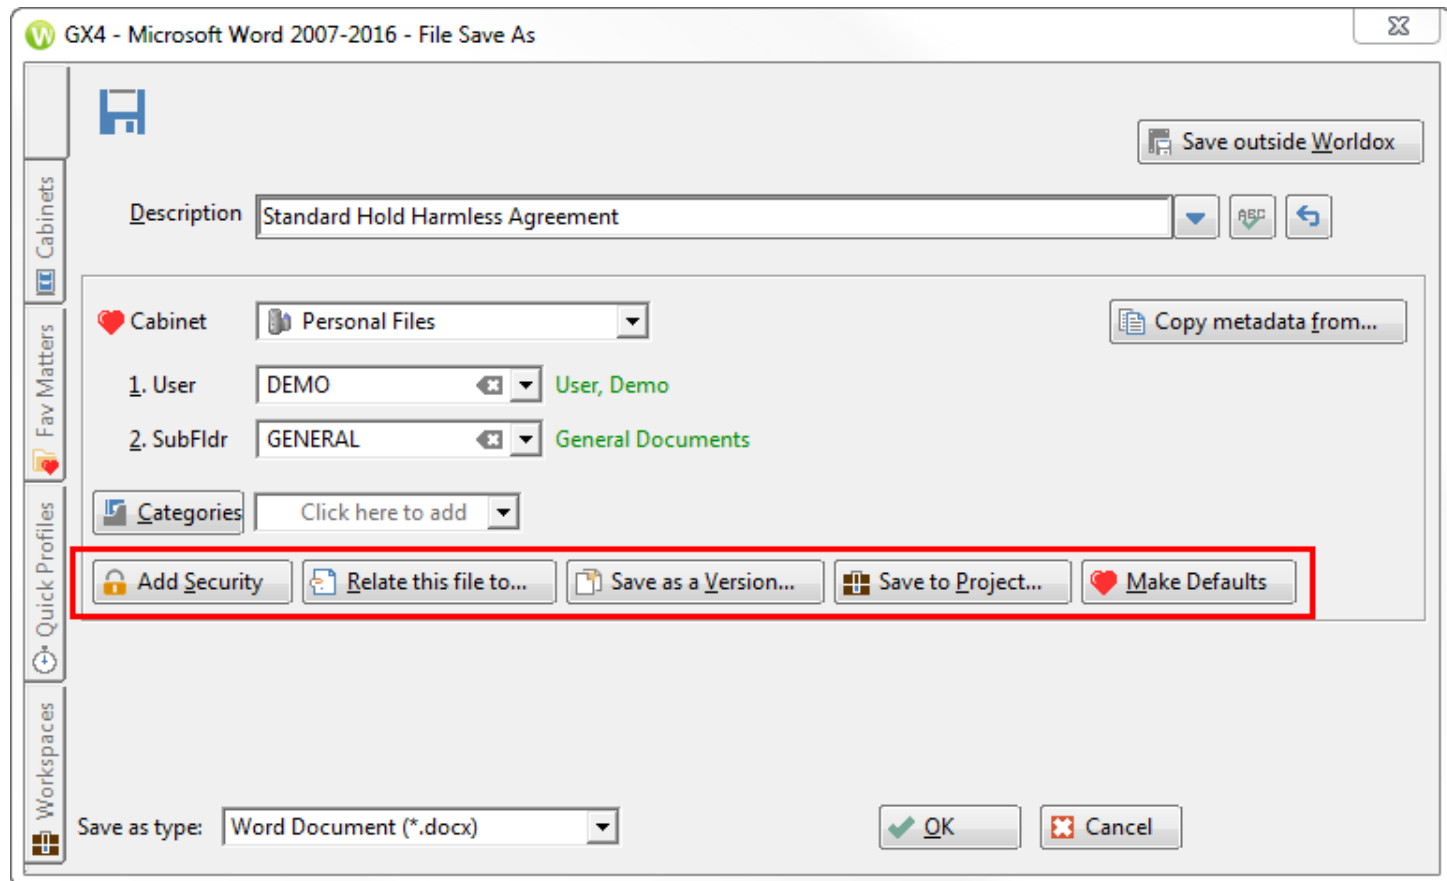 GX4 - Microsoft Word 2007-2016 - File Save As
Save outside Worldox
Cabinets
Fav Matters
Quick Profiles
Workspaces
Description Standard Hold Harmless Agreement ABC
Cabinet Personal Files Copy metadata from...
1. User DEMO User, Demo
2. SubFldr GENERAL General Documents
Categories Click here to add
Add Security Relate this file to... Save as a Version... Save to Project... Make Defaults
Save as type: Word Document (*.docx) OK Cancel